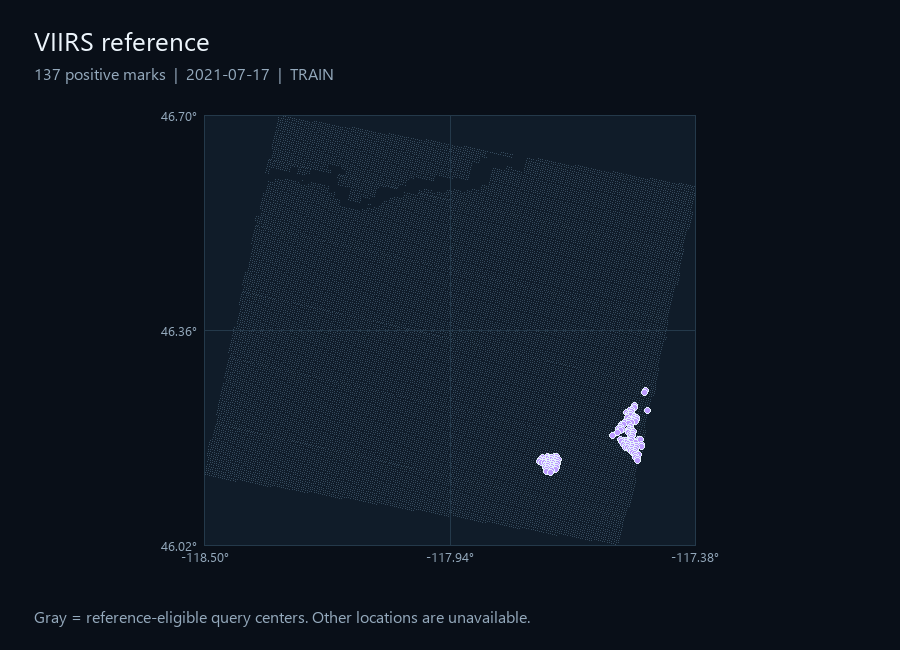 VIIRS reference
137 positive marks | 2021-07-17 | TRAIN
46.70°
46.36°
46.02°
-118.50°
-117.94°
-117.38°
Gray = reference-eligible query centers. Other locations are unavailable.